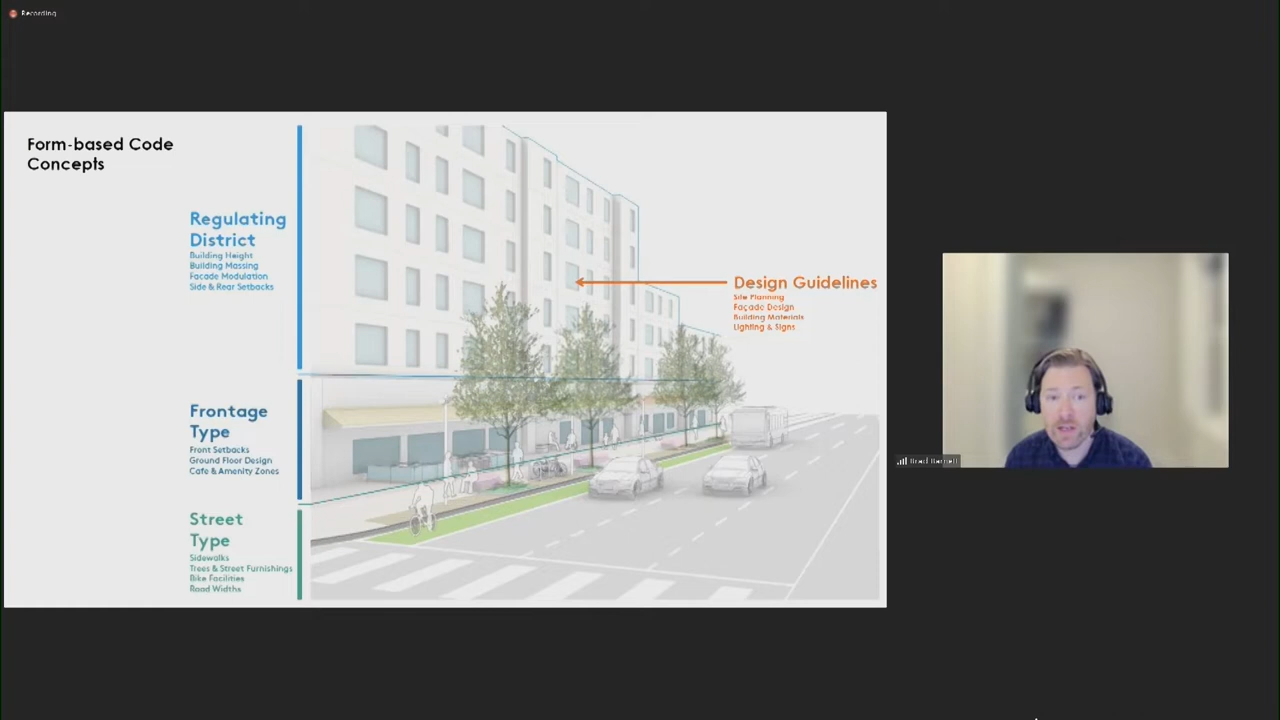 Recording
Form-based Code
Concepts
Regulating
District
Building Height
Building Massing
Facade Modulation
Side & Rear Setbacks
Design Guidelines
Site Planning
Façade Design
Building Materials
Lighting & Signs
Frontage
Type
Front Setbacks
Ground Floor Design
Cafe & Amenity Zones
Street
Type
Sidewalks
Trees & Street Furnishings
Bike Facilities
Road Widths
Brad Barnett